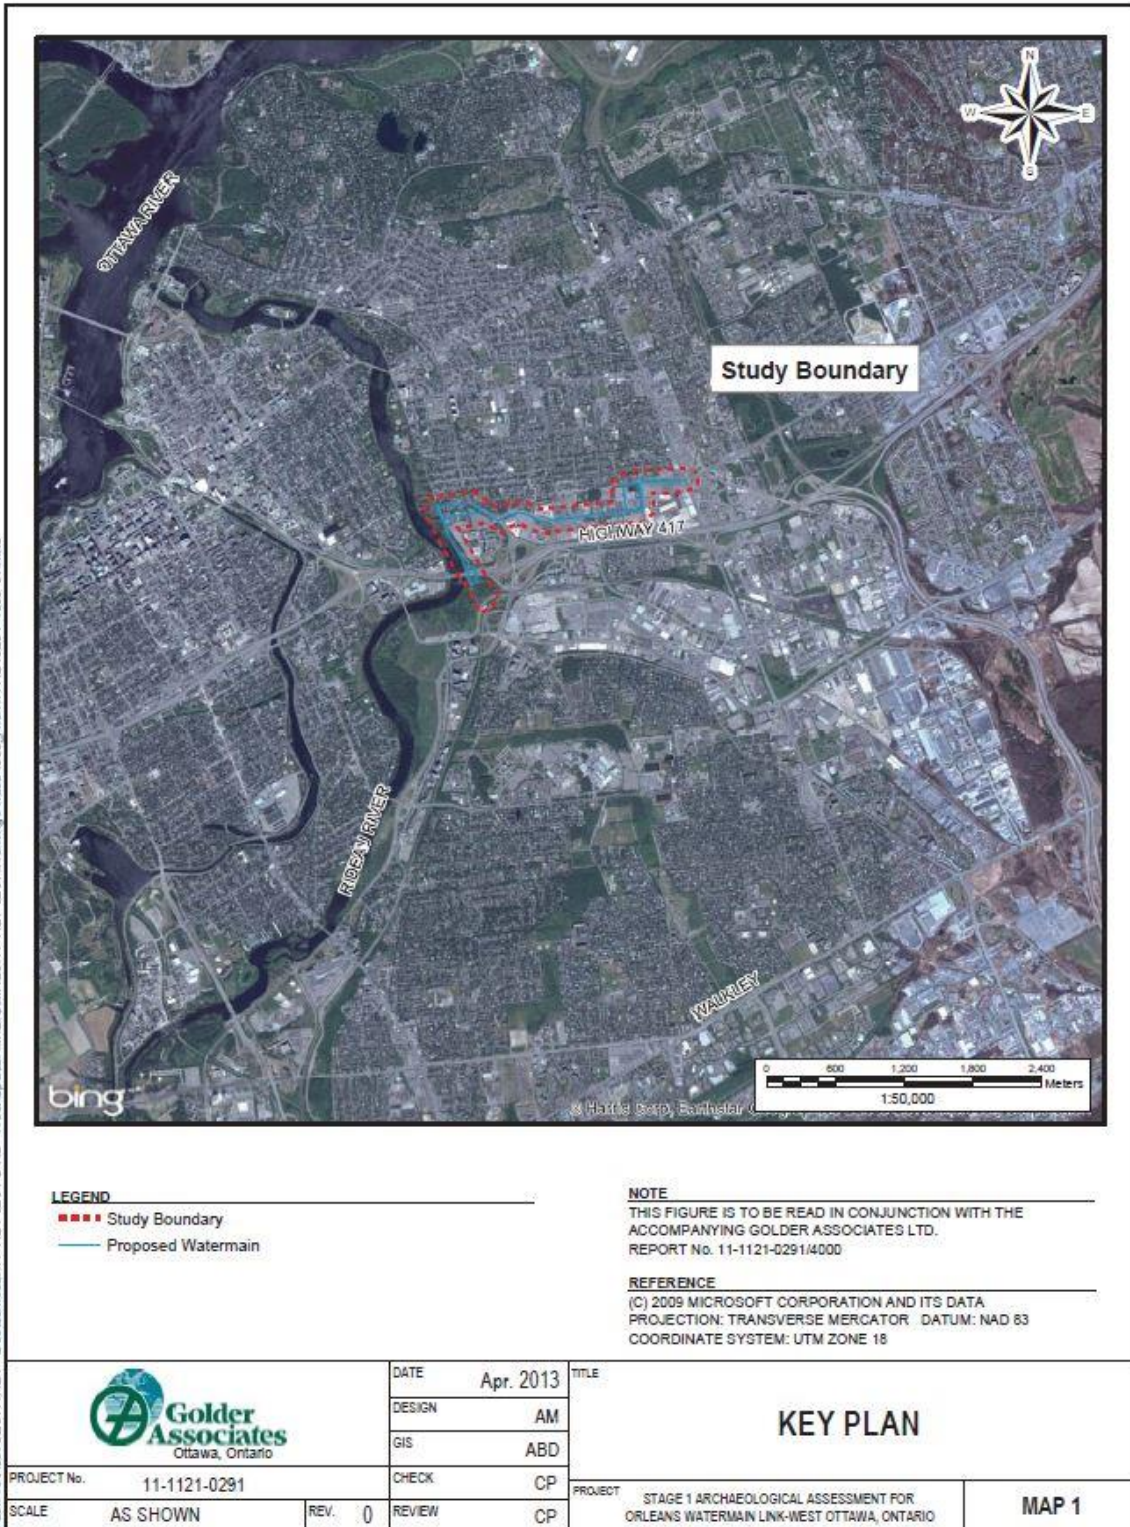 N
W E
S
OTTAWA RIVER
Study Boundary
HIGHWAY 417
RIDEAU RIVER
WALKLEY
0 600 1,200 1,800 2,400
Meters
1:50,000
bing
© Harris Corp, Earthstar
LEGEND
Study Boundary
Proposed Watermain
NOTE
THIS FIGURE IS TO BE READ IN CONJUNCTION WITH THE
ACCOMPANYING GOLDER ASSOCIATES LTD.
REPORT No. 11-1121-0291/4000
REFERENCE
(C) 2009 MICROSOFT CORPORATION AND ITS DATA
PROJECTION: TRANSVERSE MERCATOR DATUM: NAD 83
COORDINATE SYSTEM: UTM ZONE 18
Golder
Associates
Ottawa, Ontario
PROJECT No. 11-1121-0291
SCALE AS SHOWN REV. 0
DATE Apr. 2013
DESIGN AM
GIS ABD
CHECK CP
REVIEW CP
TITLE
KEY PLAN
PROJECT
STAGE 1 ARCHAEOLOGICAL ASSESSMENT FOR
ORLEANS WATERMAIN LINK-WEST OTTAWA, ONTARIO
MAP 1